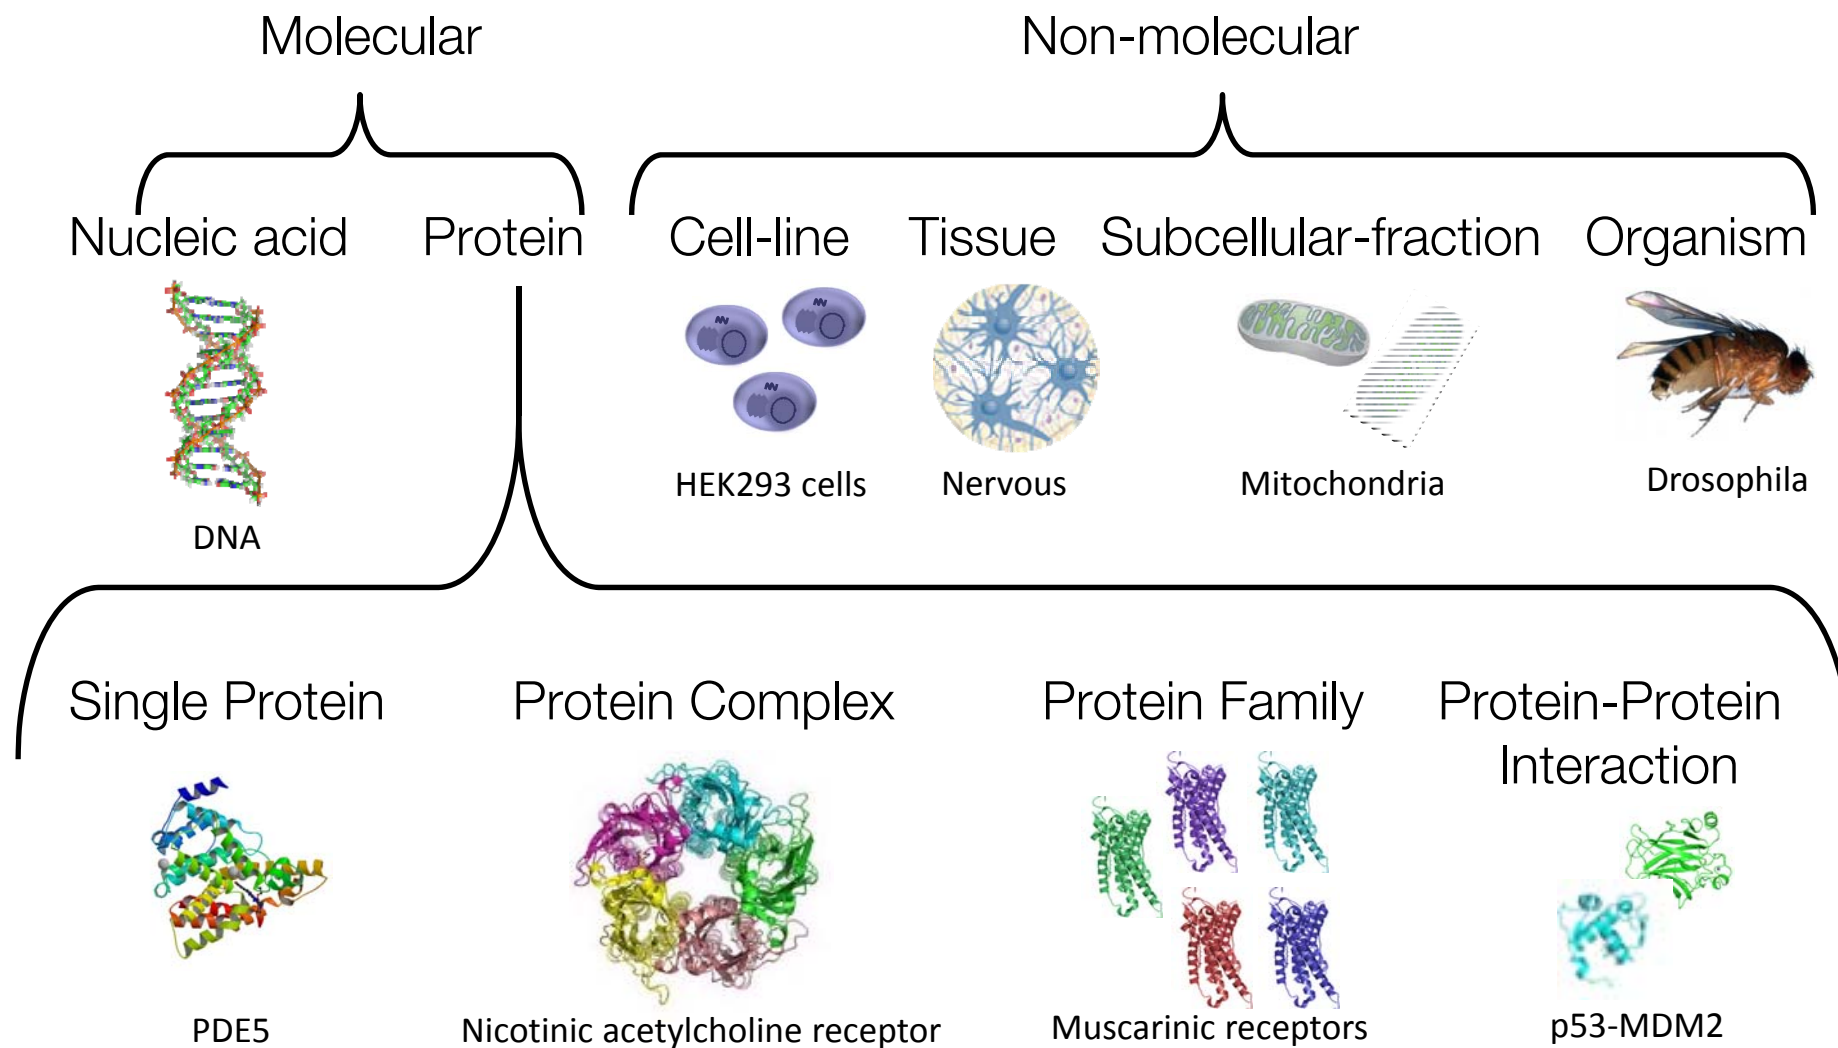 Molecular
Non-molecular
Nucleic acid
Protein
Cell-line
Tissue
Subcellular-fraction
Organism
HEK293 cells
Nervous
Mitochondria
Drosophila
DNA
Single Protein
Protein Complex
Protein Family
Protein-Protein
Interaction
PDE5
Nicotinic acetylcholine receptor
Muscarinic receptors
p53-MDM2